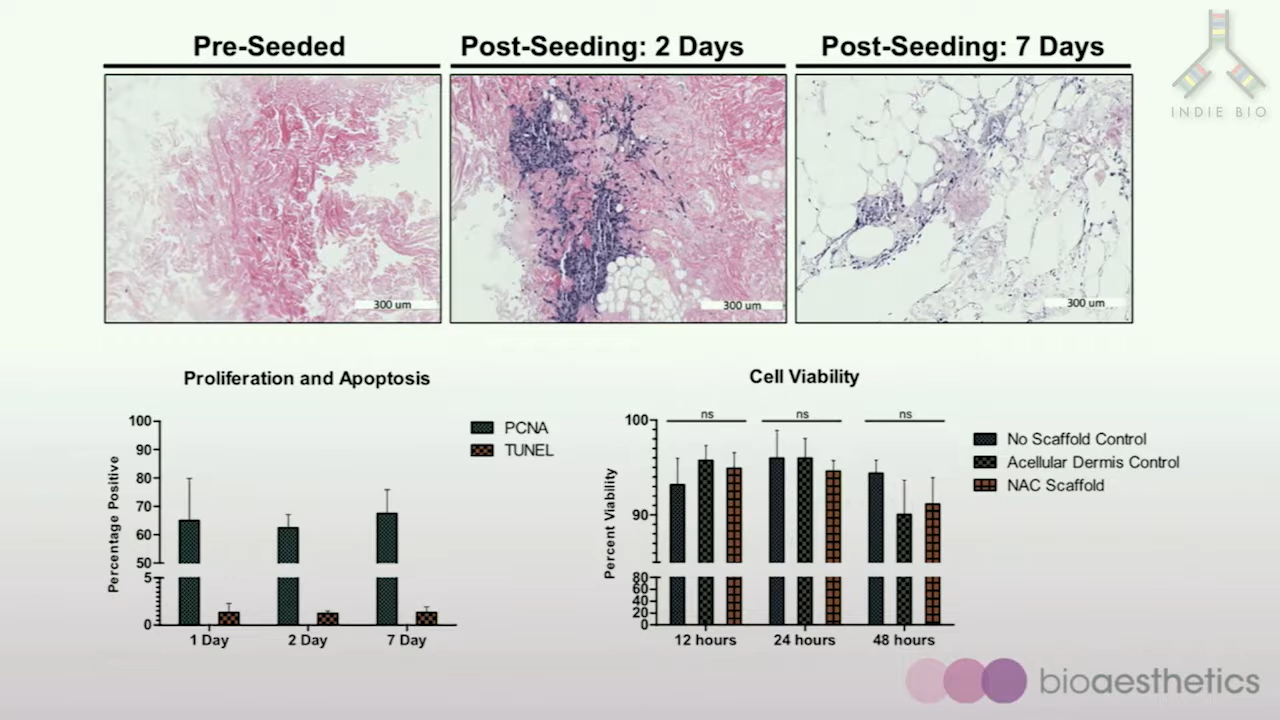 Pre-Seeded
Post-Seeding: 2 Days
Post-Seeding: 7 Days
INDIE BIO
300 um
300 um
300 um
Proliferation and Apoptosis
Percentage Positive
100
90
80
70
60
50
5
0
1 Day
2 Day
7 Day
PCNA
TUNEL
Cell Viability
Percent Viability
100
90
80
60
40
20
0
ns
ns
ns
12 hours
24 hours
48 hours
No Scaffold Control
Acellular Dermis Control
NAC Scaffold
bioaesthetics